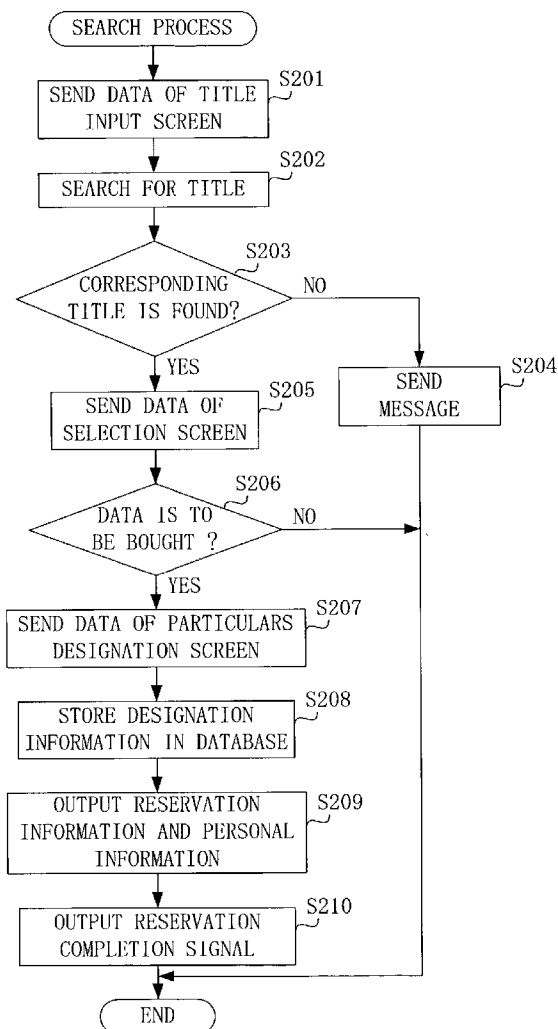 SEARCH PROCESS
S201
SEND DATA OF TITLE
INPUT SCREEN
S202
SEARCH FOR TITLE
S203
CORRESPONDING
TITLE IS FOUND?
NO
YES
S204
SEND
MESSAGE
S205
SEND DATA OF
SELECTION SCREEN
S206
DATA IS TO
BE BOUGHT ?
NO
YES
S207
SEND DATA OF PARTICULARS
DESIGNATION SCREEN
S208
STORE DESIGNATION
INFORMATION IN DATABASE
S209
OUTPUT RESERVATION
INFORMATION AND PERSONAL
INFORMATION
S210
OUTPUT RESERVATION
COMPLETION SIGNAL
END